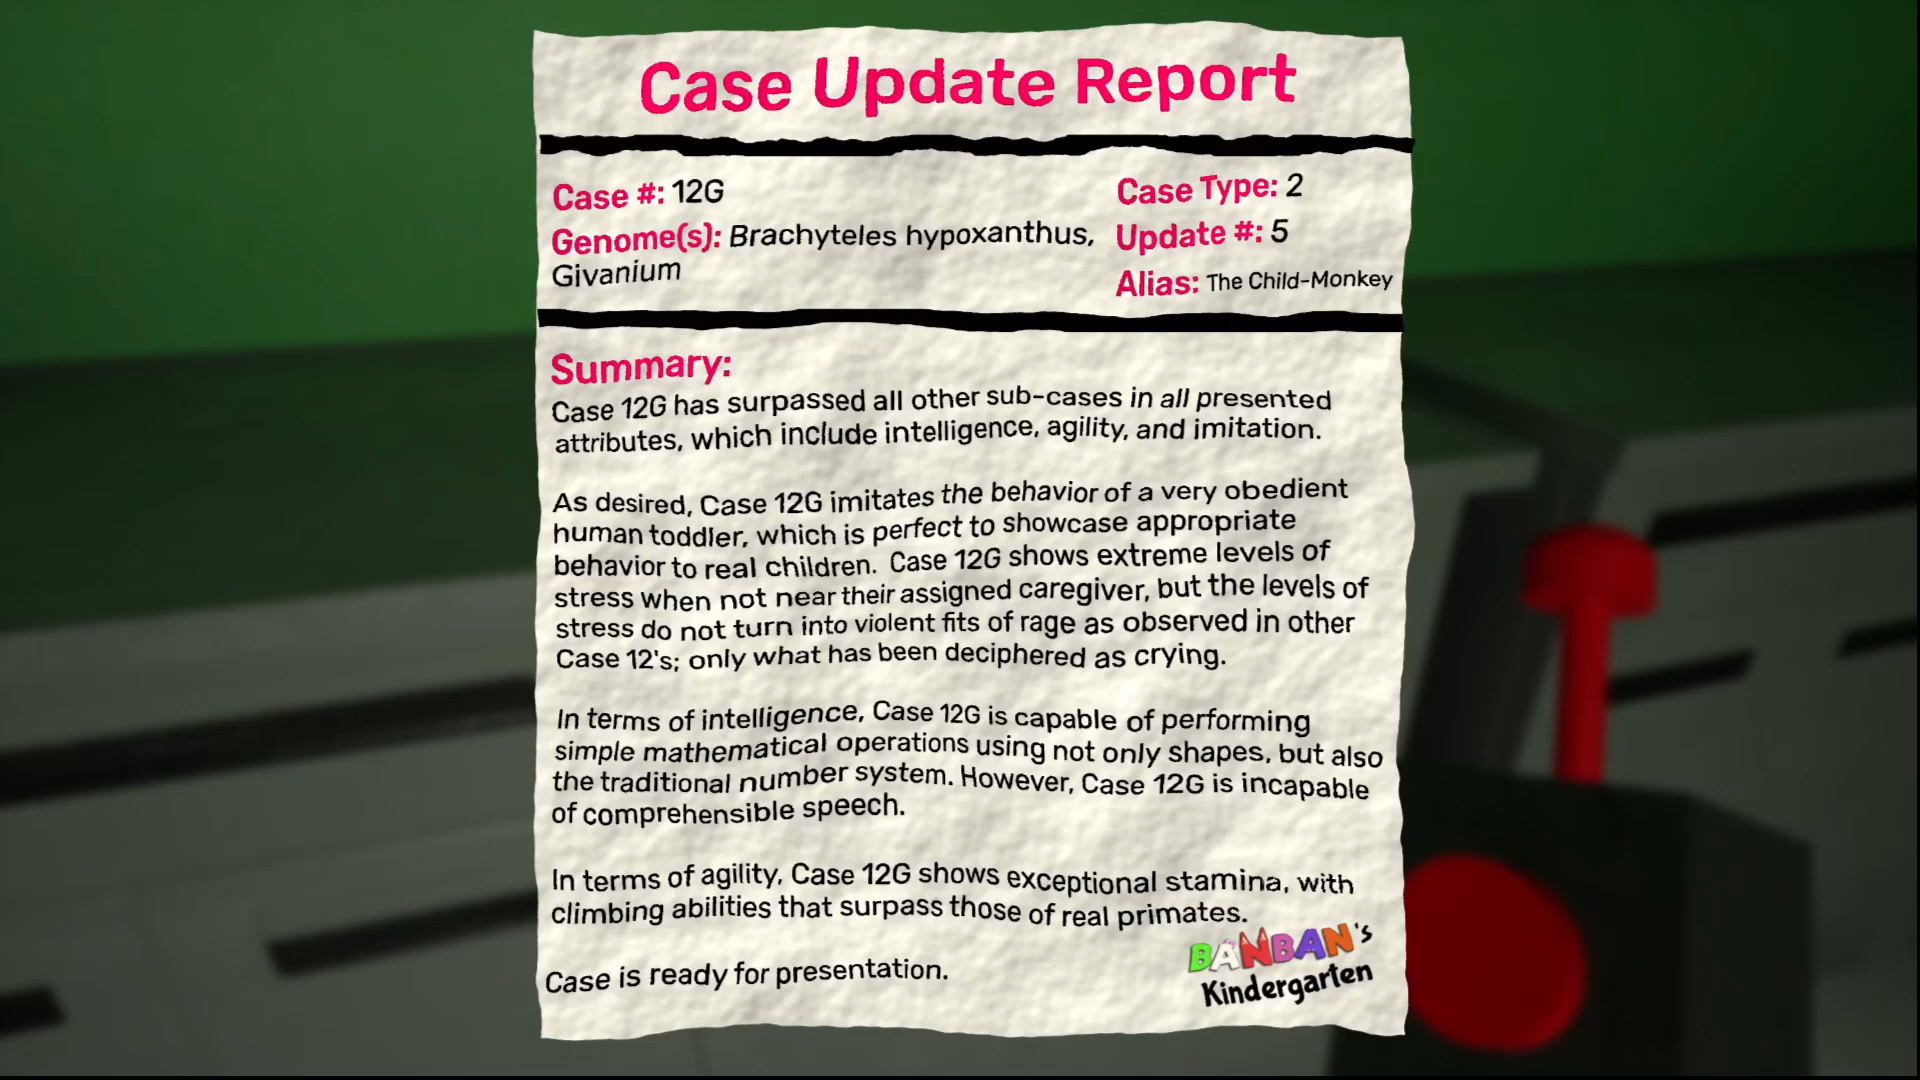 Case Update Report
Case #: 12G
Genome(s): Brachyteles hypoxanthus,
Givanium
Case Type: 2
Update #: 5
Alias: The Child-Monkey
Summary:
Case 12G has surpassed all other sub-cases in all presented
attributes, which include intelligence, agility, and imitation.
As desired, Case 12G imitates the behavior of a very obedient
human toddler, which is perfect to showcase appropriate
behavior to real children. Case 12G shows extreme levels of
stress when not near their assigned caregiver, but the levels of
stress do not turn into violent fits of rage as observed in other
Case 12's; only what has been deciphered as crying.
In terms of intelligence, Case 12G is capable of performing
simple mathematical operations using not only shapes, but also
the traditional number system. However, Case 12G is incapable
of comprehensible speech.
In terms of agility, Case 12G shows exceptional stamina, with
climbing abilities that surpass those of real primates.
Case is ready for presentation.
BANBAN's
Kindergarten